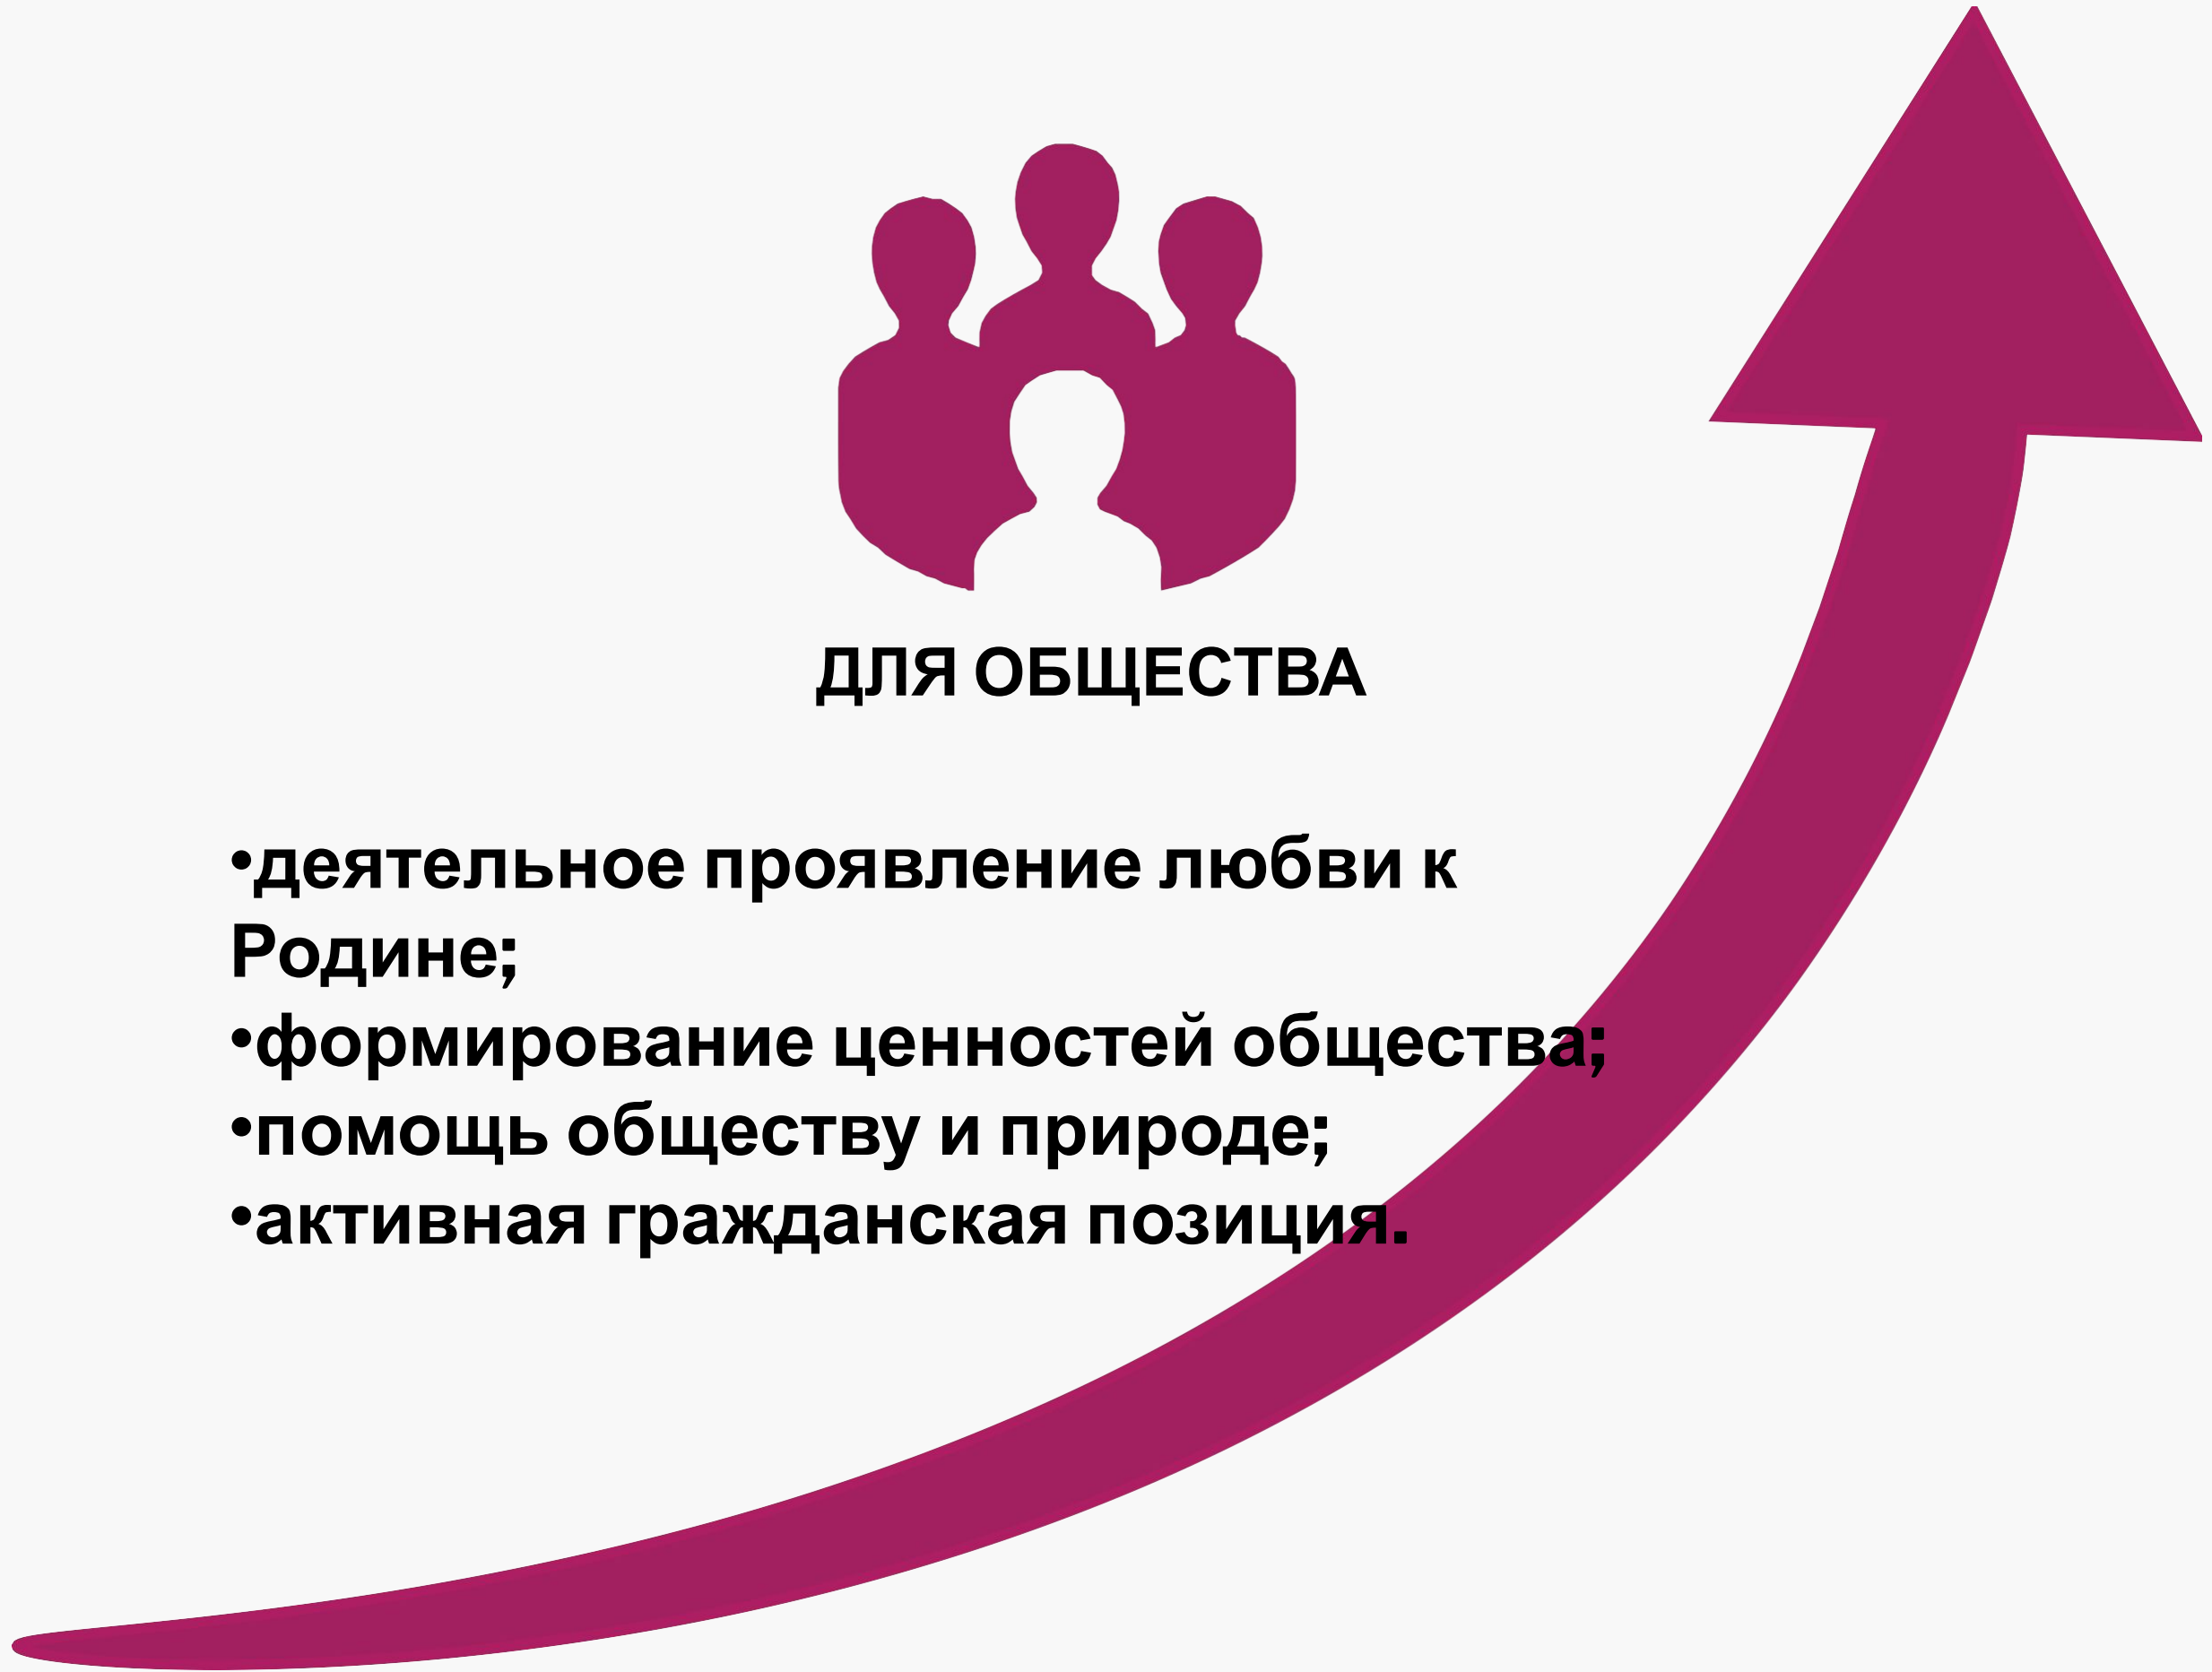 ДЛЯ ОБЩЕСТВА
•деятельное проявление любви к
Родине;
•формирование ценностей общества;
•помощь обществу и природе;
•активная гражданская позиция.